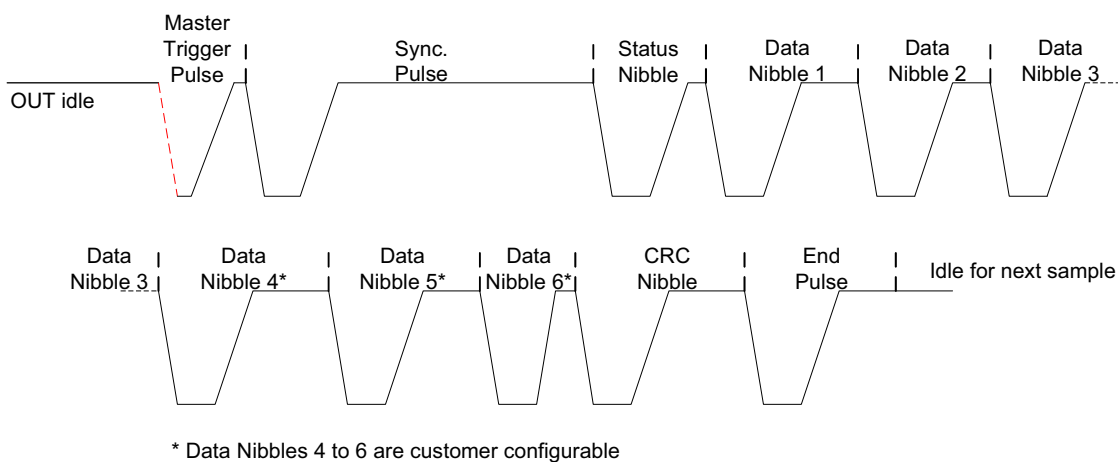 Master
Trigger
Pulse
Sync.
Pulse
Status
Nibble
Data
Nibble 1
Data
Nibble 2
Data
Nibble 3
OUT idle
Data
Nibble 3
Data
Nibble 4*
Data
Nibble 5*
Data
Nibble 6*
CRC
Nibble
End
Pulse
Idle for next sample
* Data Nibbles 4 to 6 are customer configurable